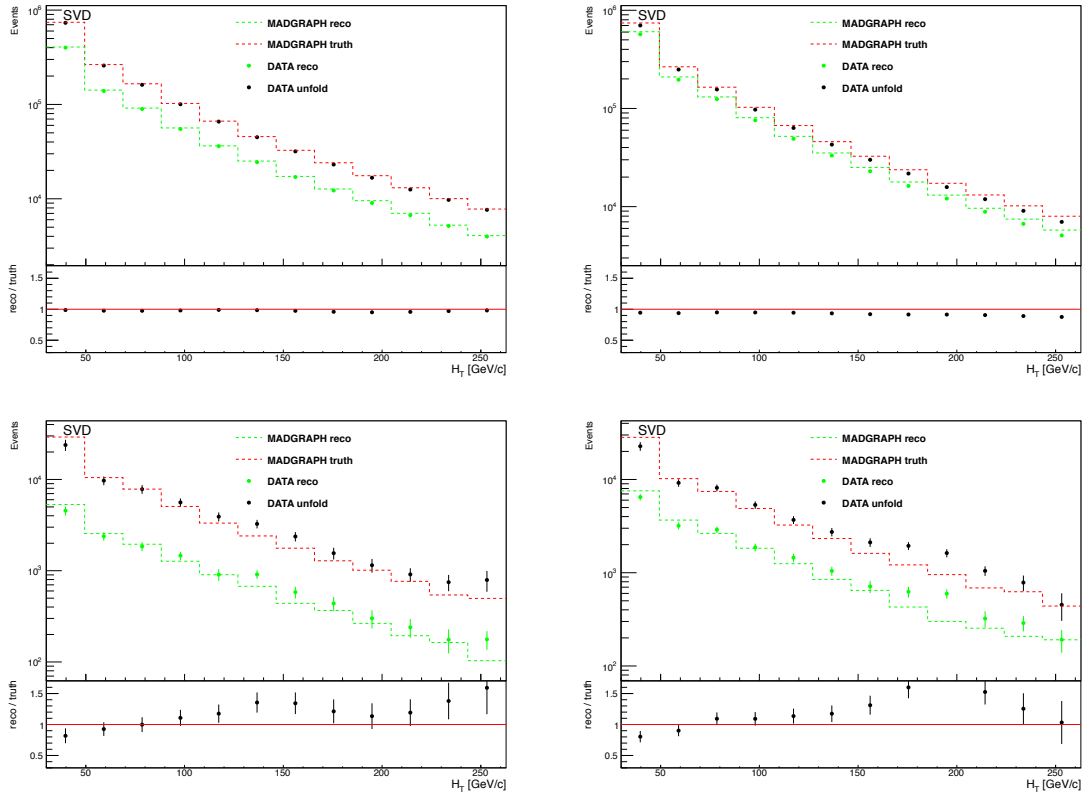 SVD
Events
10^6
10^5
10^4
MADGRAPH reco
MADGRAPH truth
DATA reco
DATA unfold
reco / truth
1.5
1
0.5
50 100 150 200 250
H_T [GeV/c]
SVD
Events
10^6
10^5
10^4
MADGRAPH reco
MADGRAPH truth
DATA reco
DATA unfold
reco / truth
1.5
1
0.5
50 100 150 200 250
H_T [GeV/c]
SVD
Events
10^4
10^3
10^2
MADGRAPH reco
MADGRAPH truth
DATA reco
DATA unfold
reco / truth
1.5
1
0.5
50 100 150 200 250
H_T [GeV/c]
SVD
Events
10^4
10^3
10^2
MADGRAPH reco
MADGRAPH truth
DATA reco
DATA unfold
reco / truth
1.5
1
0.5
50 100 150 200 250
H_T [GeV/c]